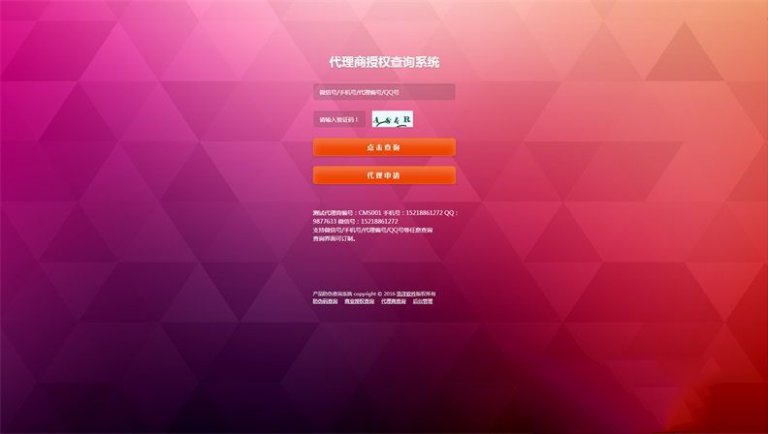 代理商授权查询系统
微信号/手机号/代理编号/QQ号
请输入验证码！
点击查询
代理申请
测试代理商编号：CMS001 手机号：15218861272 QQ：
9877633 微信号：15218861272
支持微信号/手机号/代理编号/QQ号等任意查询
查询界面可订制。
产品防伪查询系统 copyright © 2016 版权所有
防伪码查询 商业授权查询 代理商查询 后台管理